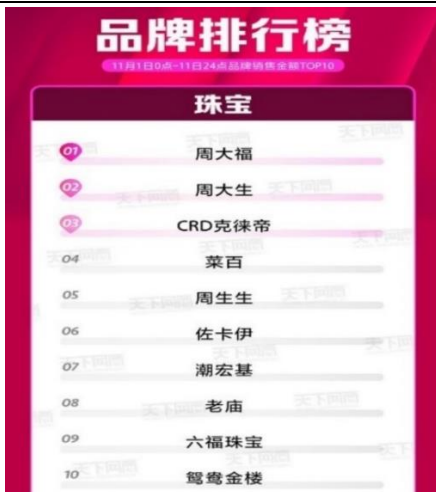 品牌排行榜
11月1日0点-11日24点品牌销售金额TOP10
珠宝
01 周大福
02 周大生
03 CRD克徕帝
04 菜百
05 周生生
06 佐卡伊
07 潮宏基
08 老庙
09 六福珠宝
10 鸳鸯金楼